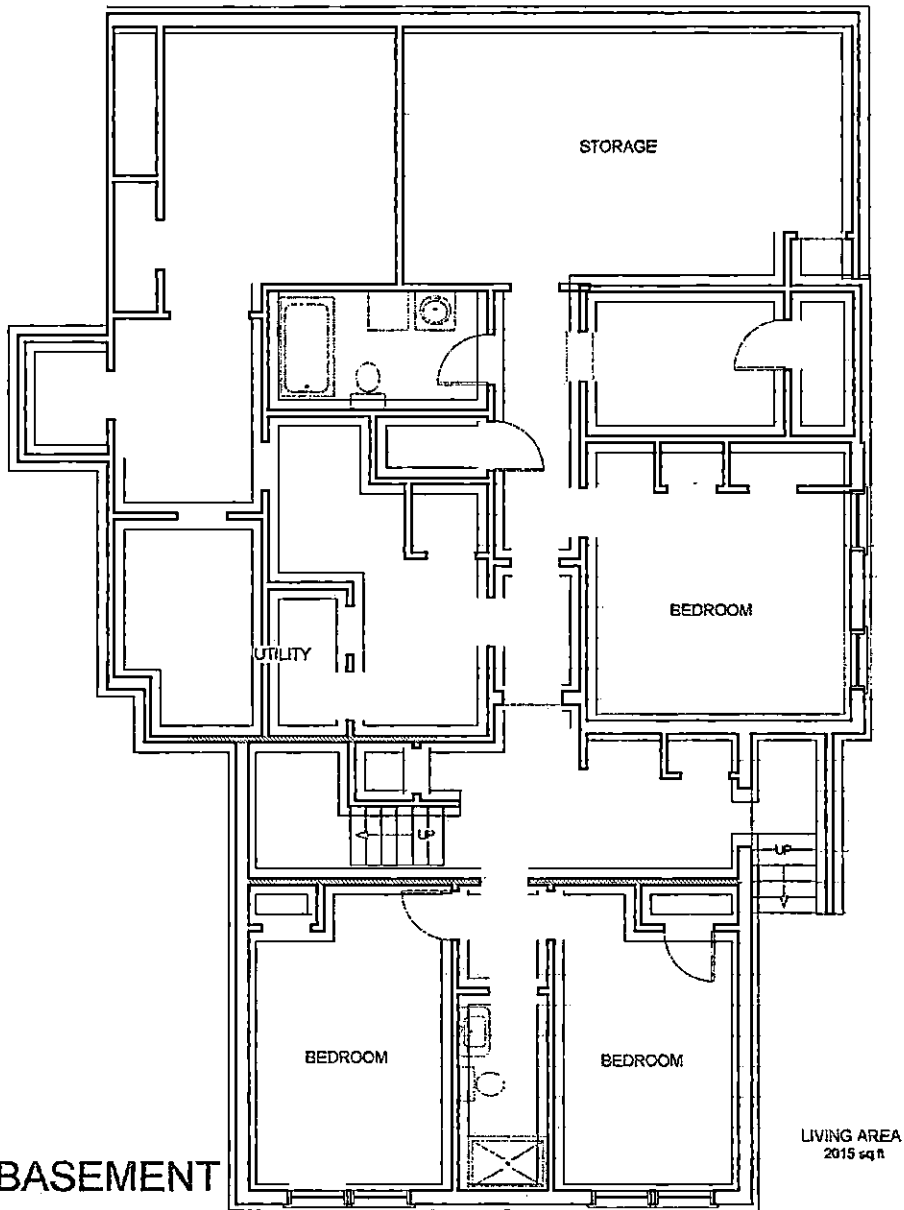 STORAGE
BEDROOM
UTILITY
UP
UP
BEDROOM
BEDROOM
LIVING AREA
2015 sq ft
BASEMENT